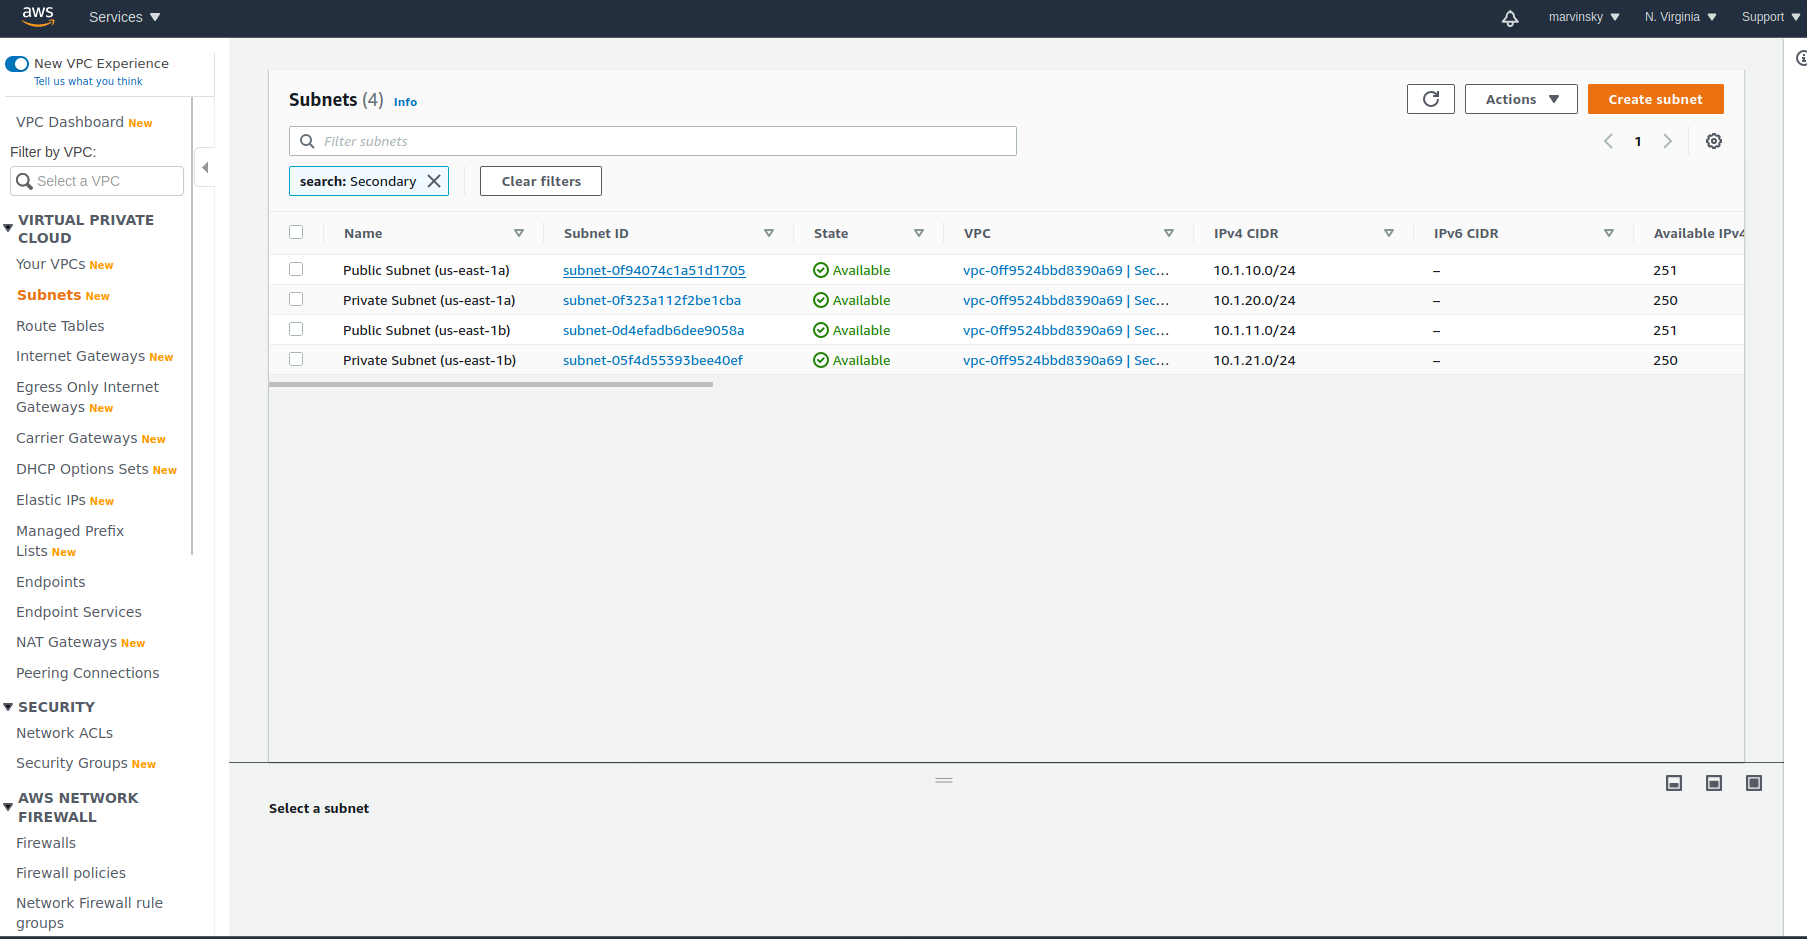 aws Services marvinsky N. Virginia Support
New VPC Experience
Tell us what you think
VPC Dashboard New
Filter by VPC:
Select a VPC
VIRTUAL PRIVATE
CLOUD
Your VPCs New
Subnets New
Route Tables
Internet Gateways New
Egress Only Internet
Gateways New
Carrier Gateways New
DHCP Options Sets New
Elastic IPs New
Managed Prefix
Lists New
Endpoints
Endpoint Services
NAT Gateways New
Peering Connections
SECURITY
Network ACLs
Security Groups New
AWS NETWORK
FIREWALL
Firewalls
Firewall policies
Network Firewall rule
groups
Subnets (4) Info
Actions Create subnet
Filter subnets
1
search: Secondary Clear filters
Name Subnet ID State VPC IPv4 CIDR IPv6 CIDR Available IPv4
Public Subnet (us-east-1a) subnet-0f94074c1a51d1705 Available vpc-0ff9524bbd8390a69 | Sec... 10.1.10.0/24 – 251
Private Subnet (us-east-1a) subnet-0f323a112f2be1cba Available vpc-0ff9524bbd8390a69 | Sec... 10.1.20.0/24 – 250
Public Subnet (us-east-1b) subnet-0d4efadb6dee9058a Available vpc-0ff9524bbd8390a69 | Sec... 10.1.11.0/24 – 251
Private Subnet (us-east-1b) subnet-05f4d55393bee40ef Available vpc-0ff9524bbd8390a69 | Sec... 10.1.21.0/24 – 250
Select a subnet